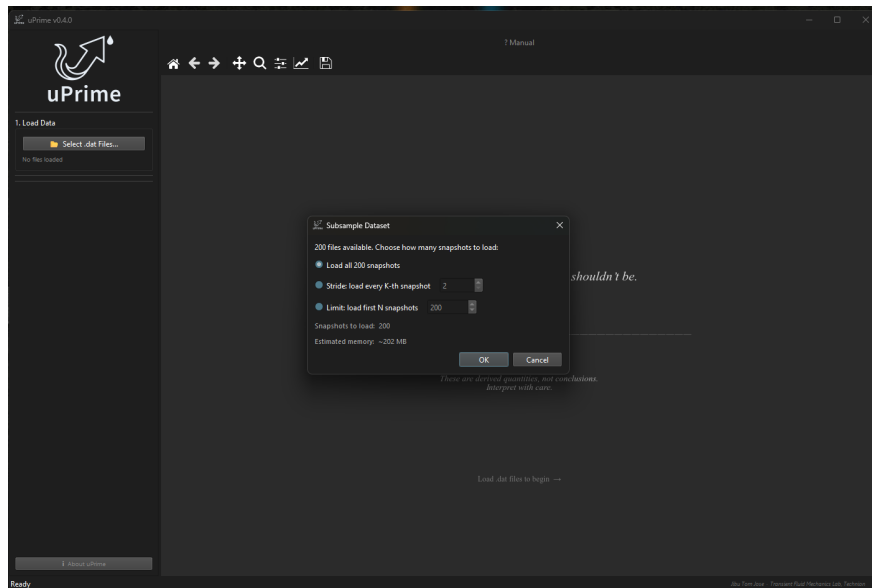 uPrime v0.4.0
? Manual
uPrime
1. Load Data
Select .dat Files...
No files loaded
Subsample Dataset
200 files available. Choose how many snapshots to load:
Load all 200 snapshots
Stride: load every K-th snapshot 2
Limit: load first N snapshots 200
Snapshots to load: 200
Estimated memory: ~202 MB
OK Cancel
shouldn't be.
These are derived quantities, not conclusions.
Interpret with care.
Load .dat files to begin →
About uPrime
Ready
Jibu Tom Jose · Transient Fluid Mechanics Lab, Technion